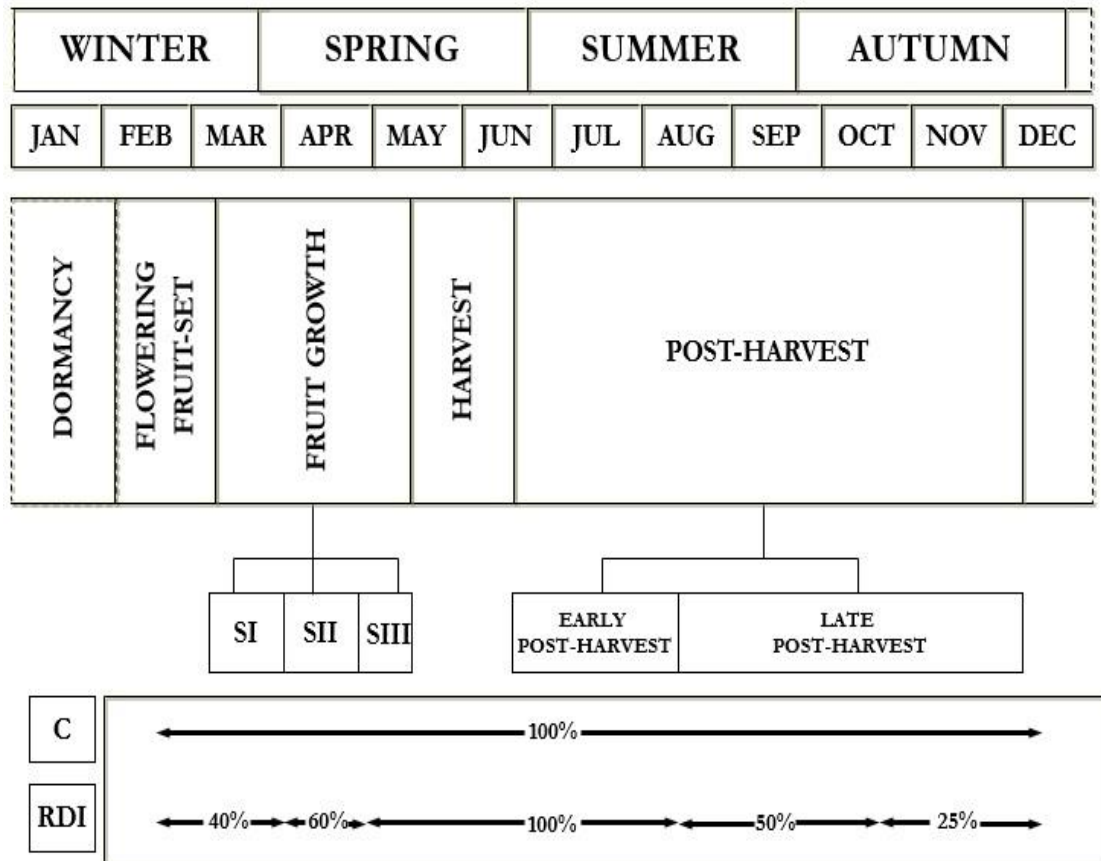 WINTER SPRING SUMMER AUTUMN
JAN FEB MAR APR MAY JUN JUL AUG SEP OCT NOV DEC
DORMANCY
FLOWERING
FRUIT-SET
FRUIT GROWTH
HARVEST
POST-HARVEST
SI SII SIII
EARLY
POST-HARVEST
LATE
POST-HARVEST
C
100%
RDI
40% 60% 100% 50% 25%